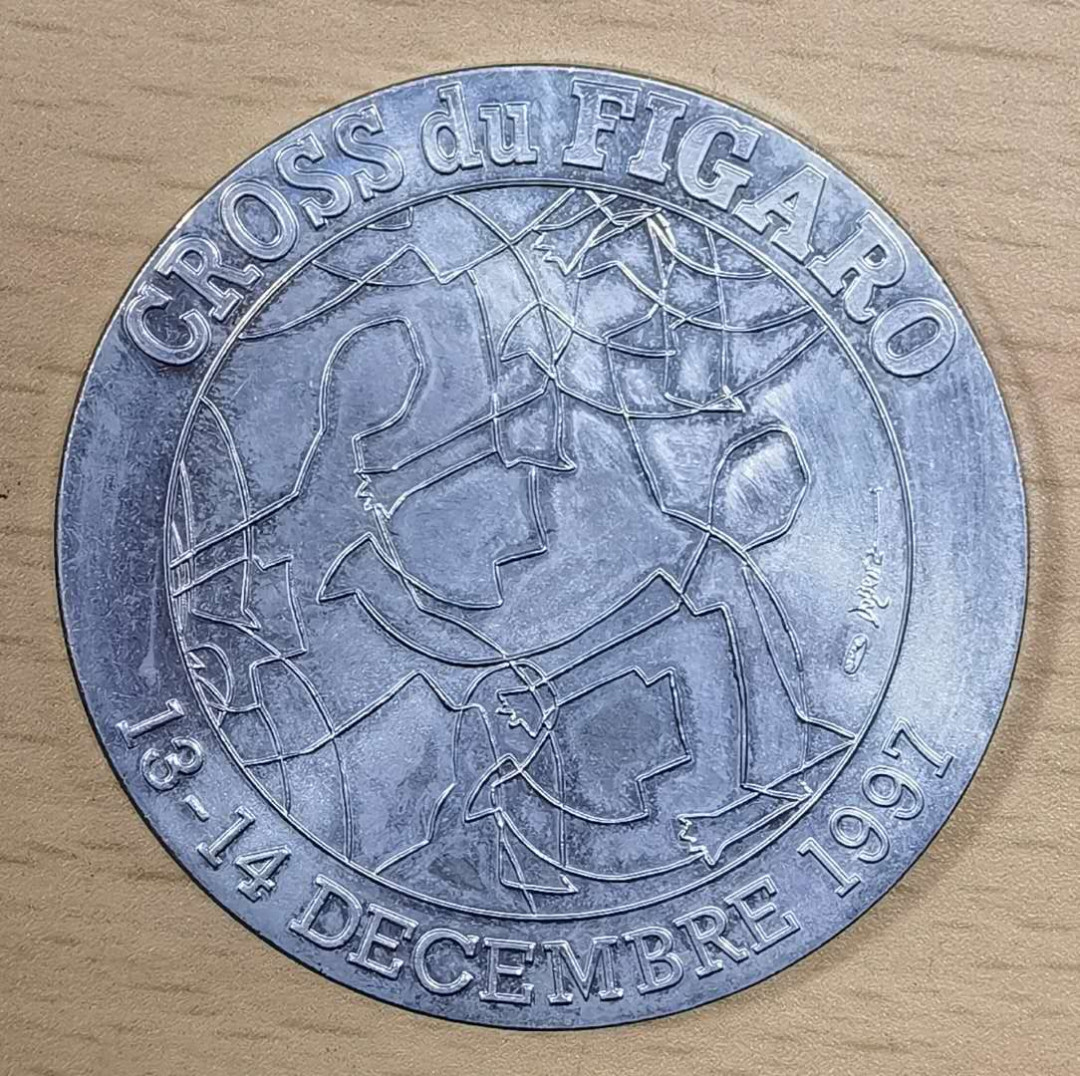 CROSS du FIGARO
13-14 DECEMBRE 1997